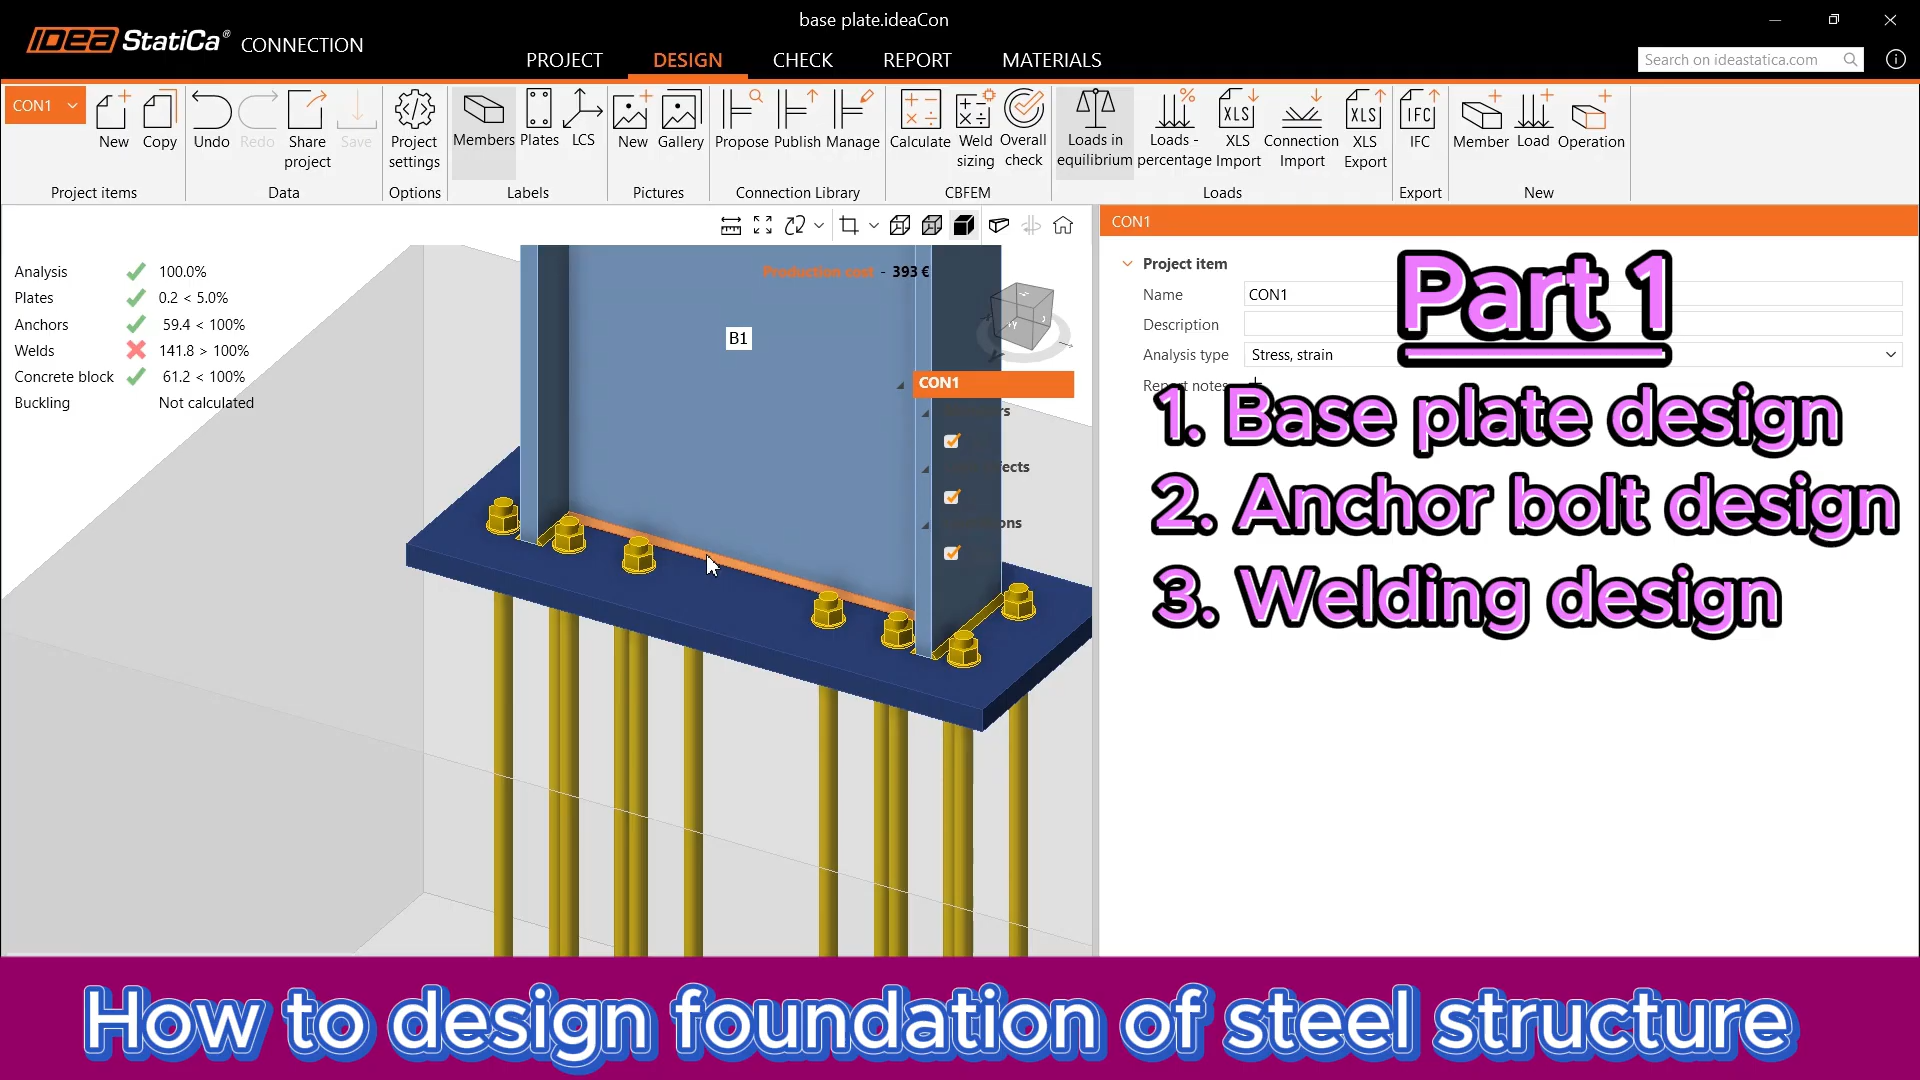 base plate.ideaCon
IDEA StatiCa® CONNECTION
PROJECT DESIGN CHECK REPORT MATERIALS
Search on ideastatica.com
CON1
New Copy Undo Redo Share project Save Project settings Members Plates LCS New Gallery Propose Publish Manage Calculate Weld sizing Overall check Loads in equilibrium Loads - percentage XLS Import Connection Import XLS Export IFC Member Load Operation
Project items Data Options Labels Pictures Connection Library CBFEM Loads Export New
Analysis 100.0%
Plates 0.2 < 5.0%
Anchors 59.4 < 100%
Welds 141.8 > 100%
Concrete block 61.2 < 100%
Buckling Not calculated
Production cost - 393 €
B1
+Y
CON1
CON1
Project item
Name CON1
Description
Analysis type Stress, strain
Report notes
Part 1
1. Base plate design
2. Anchor bolt design
3. Welding design
How to design foundation of steel structure